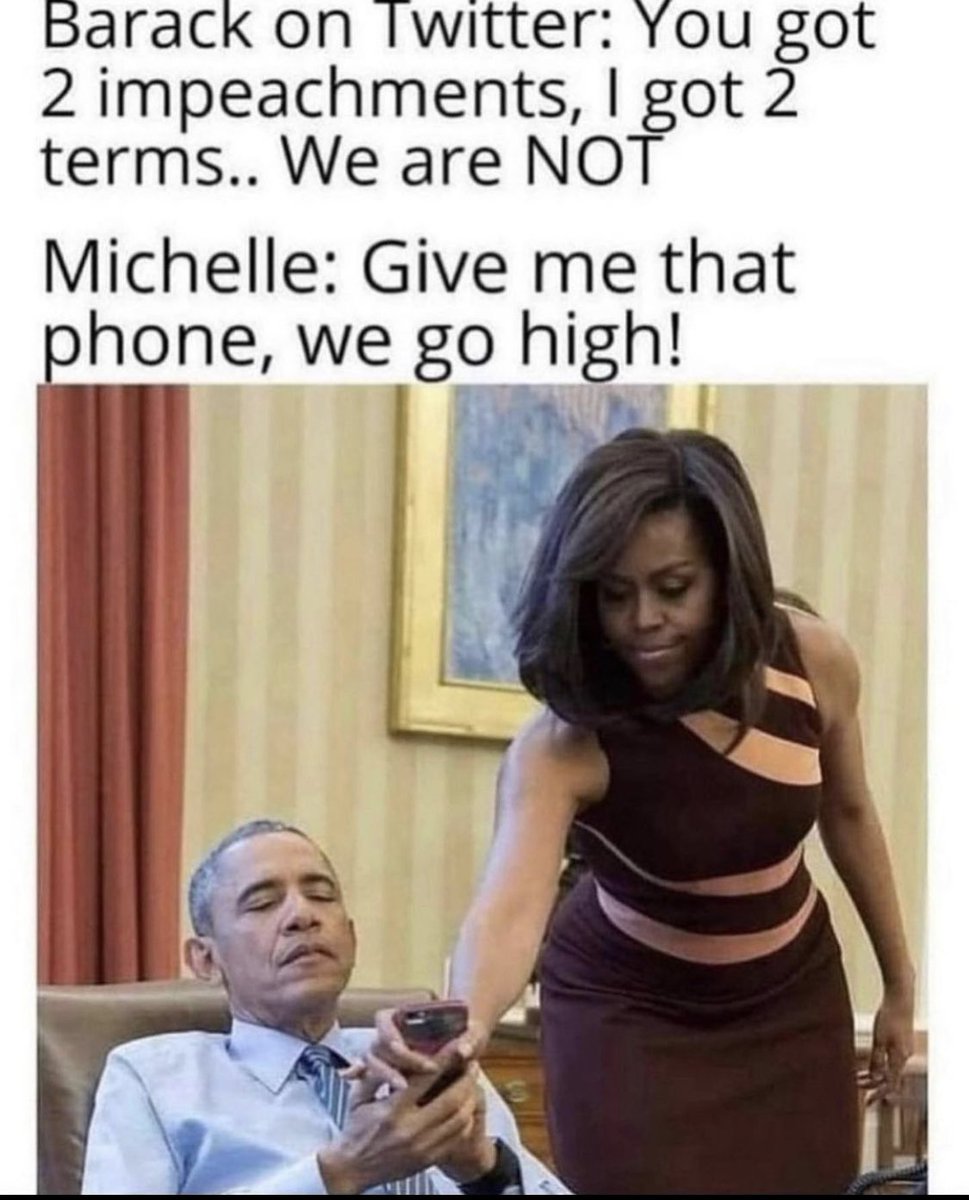 Barack on Twitter: You got
2 impeachments, I got 2
terms.. We are NOT
Michelle: Give me that
phone, we go high!